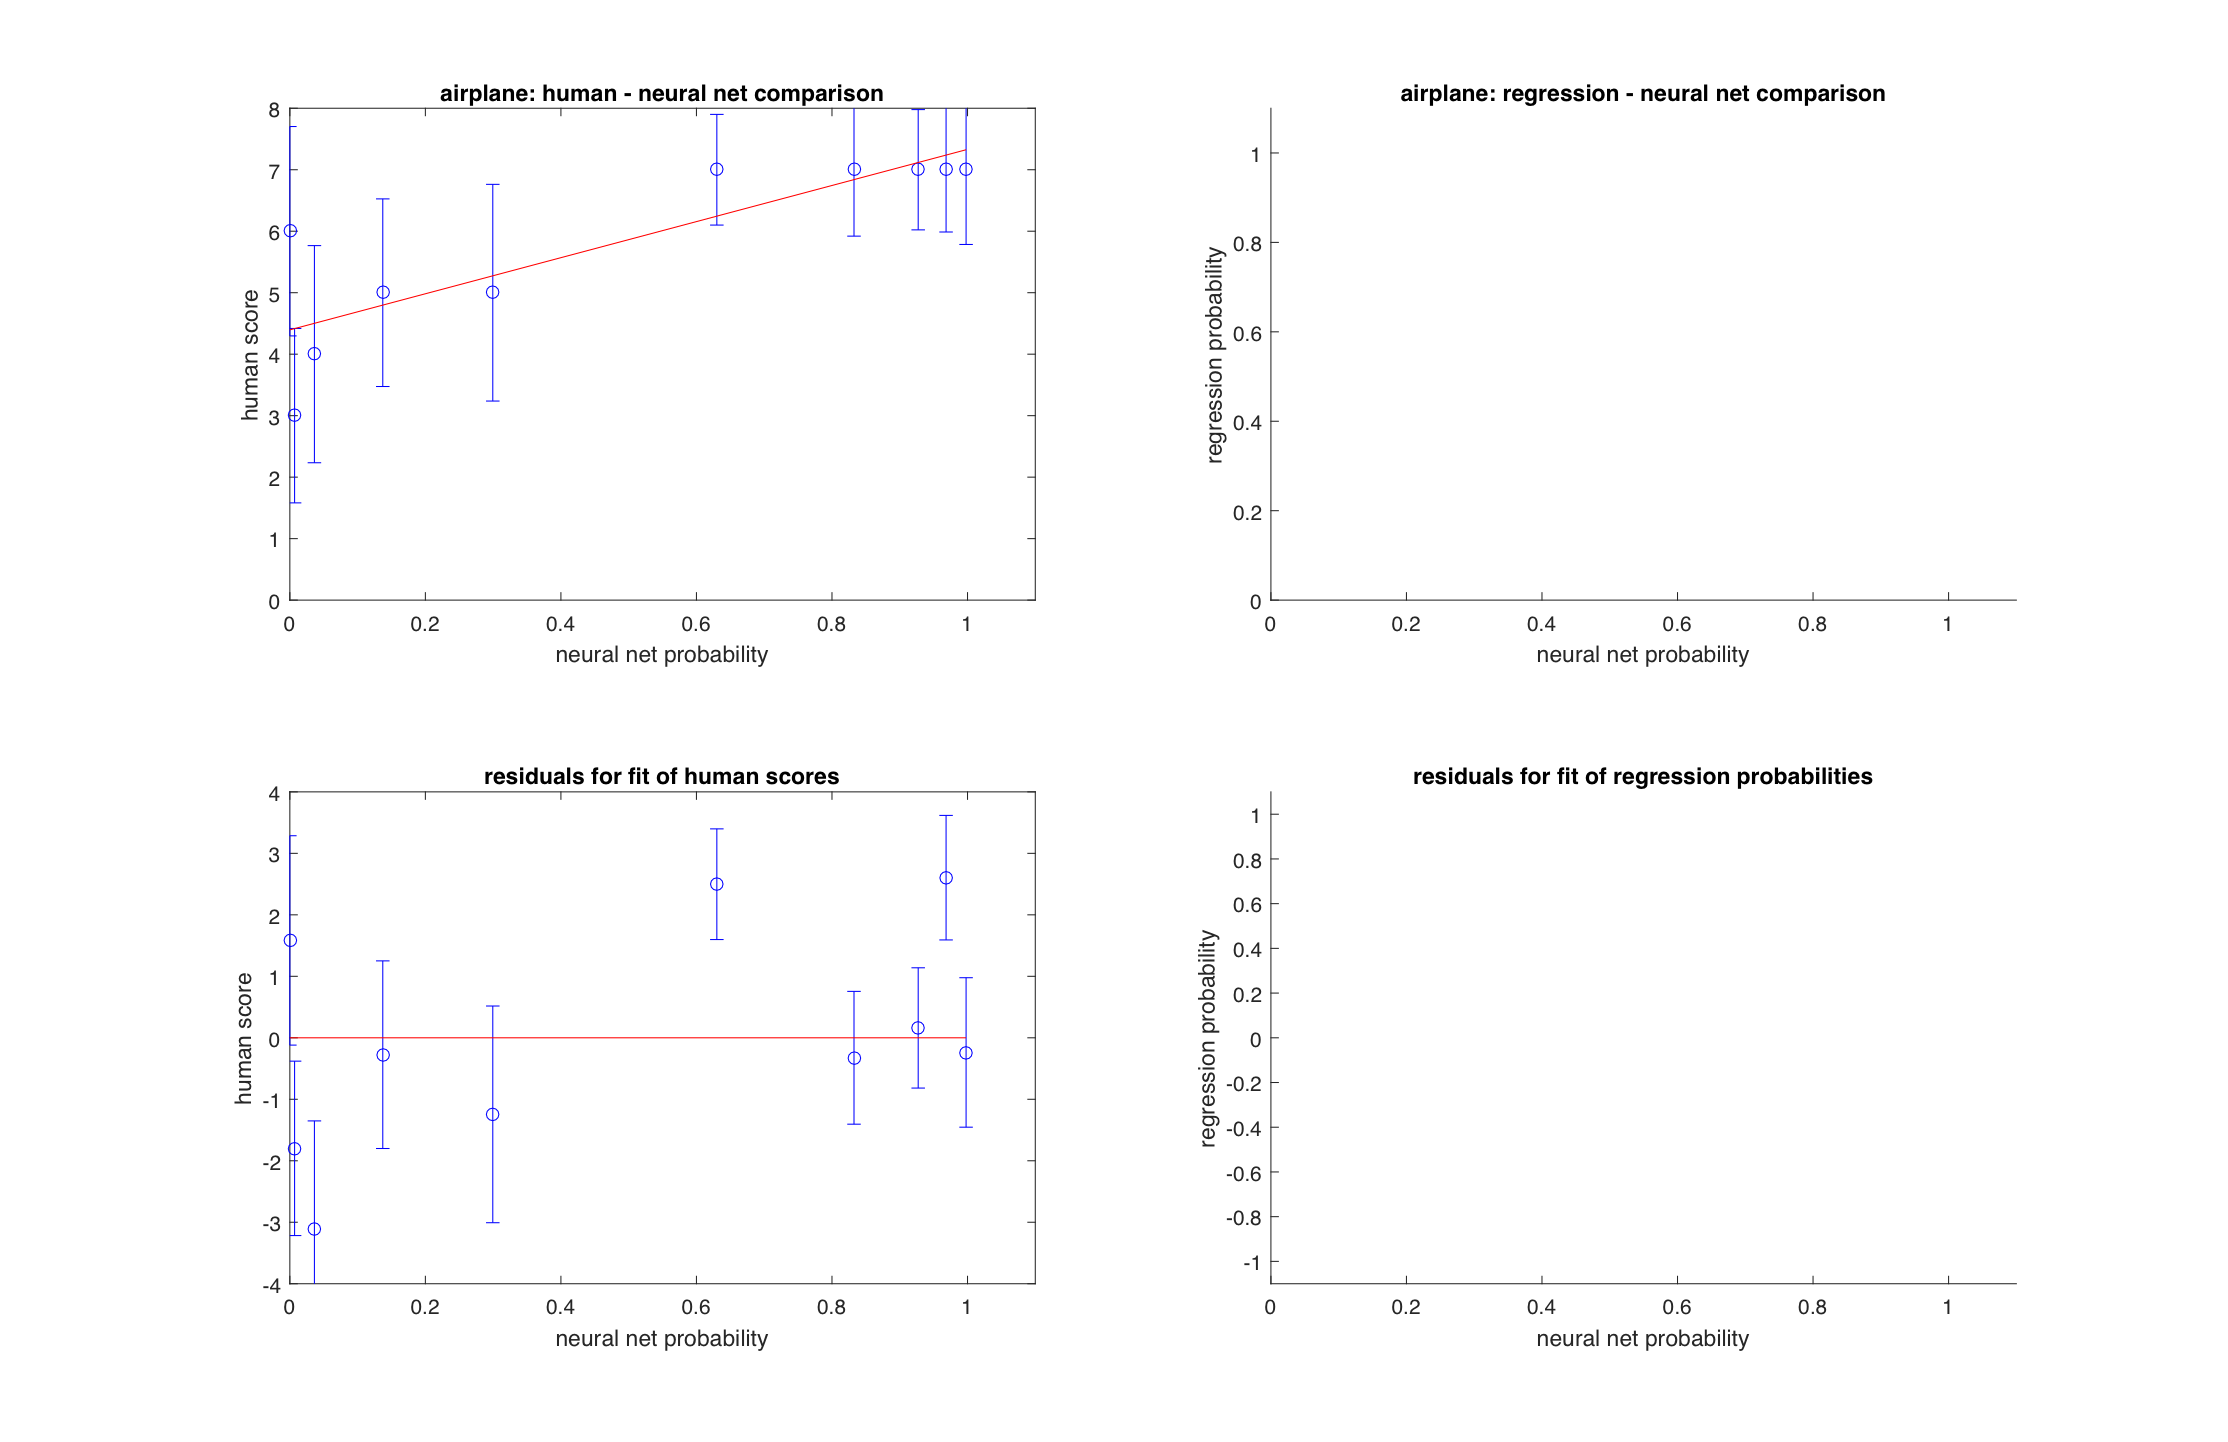 airplane: human - neural net comparison
8
7
6
5
4
3
2
1
0
human score
0 0.2 0.4 0.6 0.8 1
neural net probability
airplane: regression - neural net comparison
1
0.8
0.6
0.4
0.2
0
regression probability
0 0.2 0.4 0.6 0.8 1
neural net probability
residuals for fit of human scores
4
3
2
1
0
-1
-2
-3
-4
human score
0 0.2 0.4 0.6 0.8 1
neural net probability
residuals for fit of regression probabilities
1
0.8
0.6
0.4
0.2
0
-0.2
-0.4
-0.6
-0.8
-1
regression probability
0 0.2 0.4 0.6 0.8 1
neural net probability